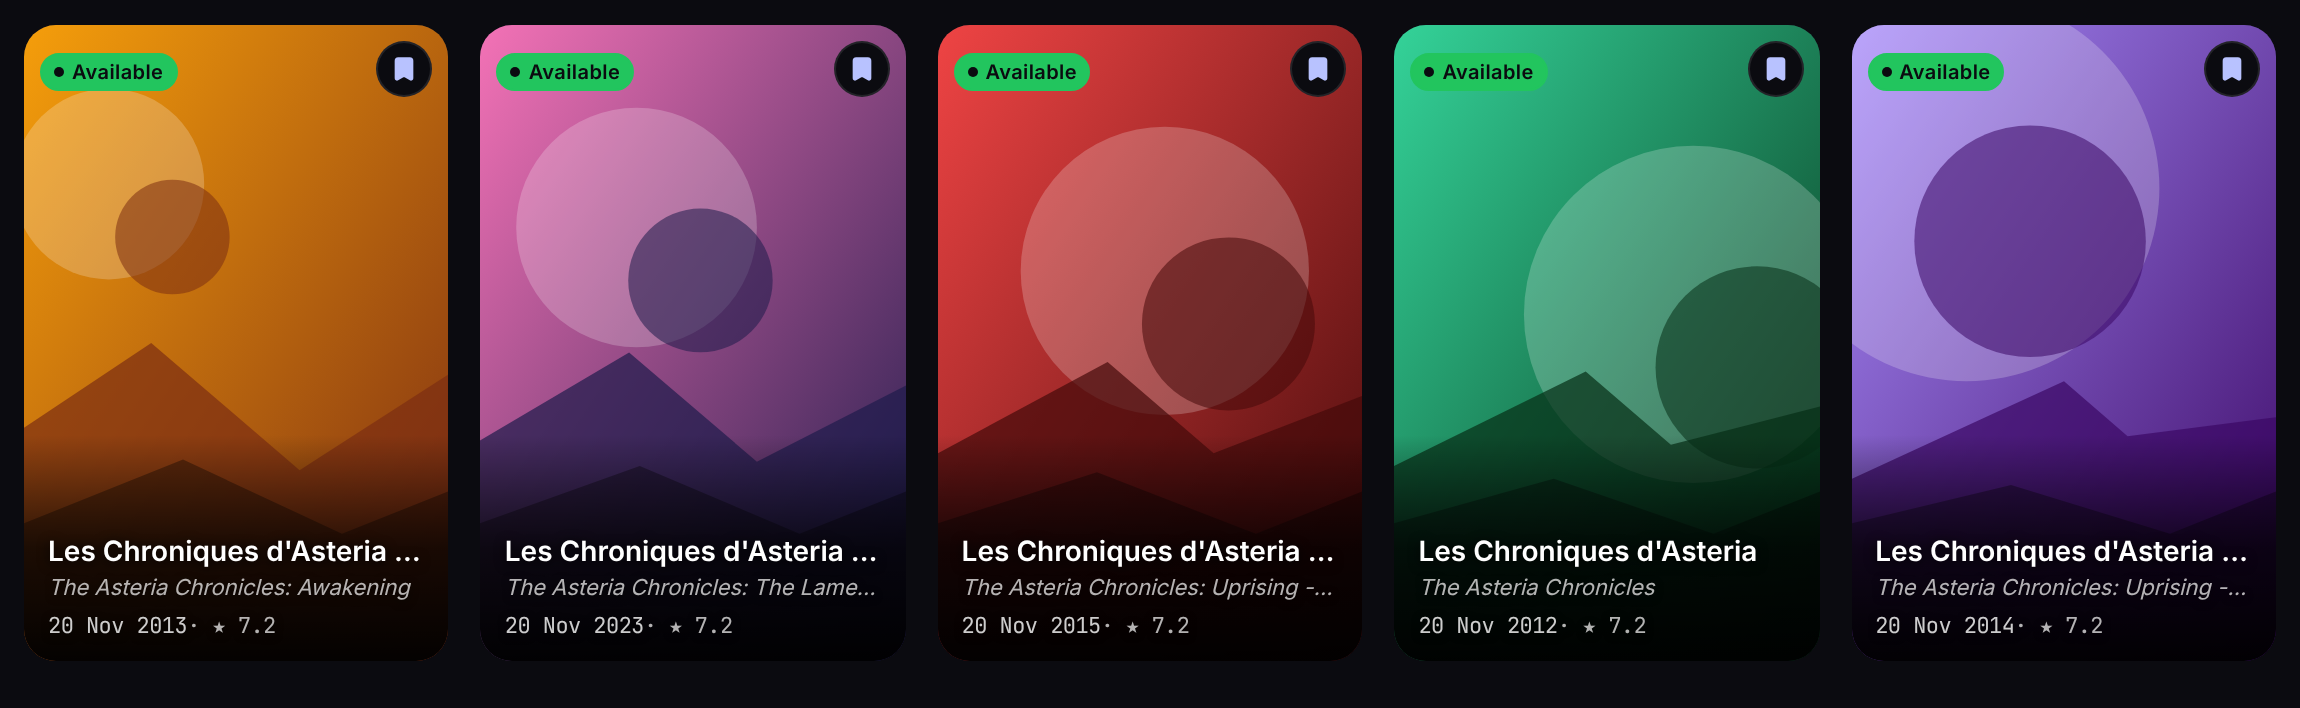 Available
Les Chroniques d'Asteria ...
The Asteria Chronicles: Awakening
20 Nov 2013· ★ 7.2
Available
Les Chroniques d'Asteria ...
The Asteria Chronicles: The Lame...
20 Nov 2023· ★ 7.2
Available
Les Chroniques d'Asteria ...
The Asteria Chronicles: Uprising -...
20 Nov 2015· ★ 7.2
Available
Les Chroniques d'Asteria
The Asteria Chronicles
20 Nov 2012· ★ 7.2
Available
Les Chroniques d'Asteria ...
The Asteria Chronicles: Uprising -...
20 Nov 2014· ★ 7.2